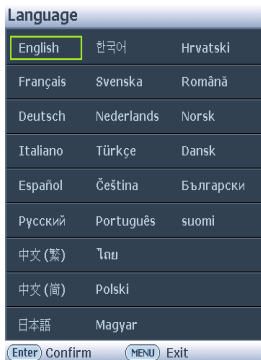 Language
English 한국어 Hrvatski
Français Svenska Română
Deutsch Nederlands Norsk
Italiano Türkçe Dansk
Español Čeština Български
Русский Português suomi
中文 (繁) ไทย
中文 (简) Polski
日本語 Magyar
Enter Confirm MENU Exit